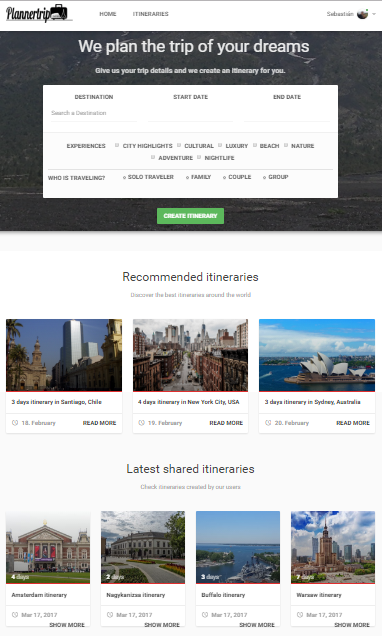 Plannertrip HOME ITINERARIES Sebastián
We plan the trip of your dreams
Give us your trip details and we create an itinerary for you.
DESTINATION START DATE END DATE
Search a Destination
EXPERIENCES CITY HIGHLIGHTS CULTURAL LUXURY BEACH NATURE
ADVENTURE NIGHTLIFE
WHO IS TRAVELING? SOLO TRAVELER FAMILY COUPLE GROUP
CREATE ITINERARY
Recommended itineraries
Discover the best itineraries around the world
3 days itinerary in Santiago, Chile 4 days itinerary in New York City, USA 3 days itinerary in Sydney, Australia
18. February READ MORE 19. February READ MORE 20. February READ MORE
Latest shared itineraries
Check itineraries created by our users
4 days 2 days 3 days 7 days
Amsterdam itinerary Nagykanizsa itinerary Buffalo itinerary Warsaw itinerary
Mar 17, 2017 Mar 17, 2017 Mar 17, 2017 Mar 17, 2017
SHOW MORE SHOW MORE SHOW MORE SHOW MORE